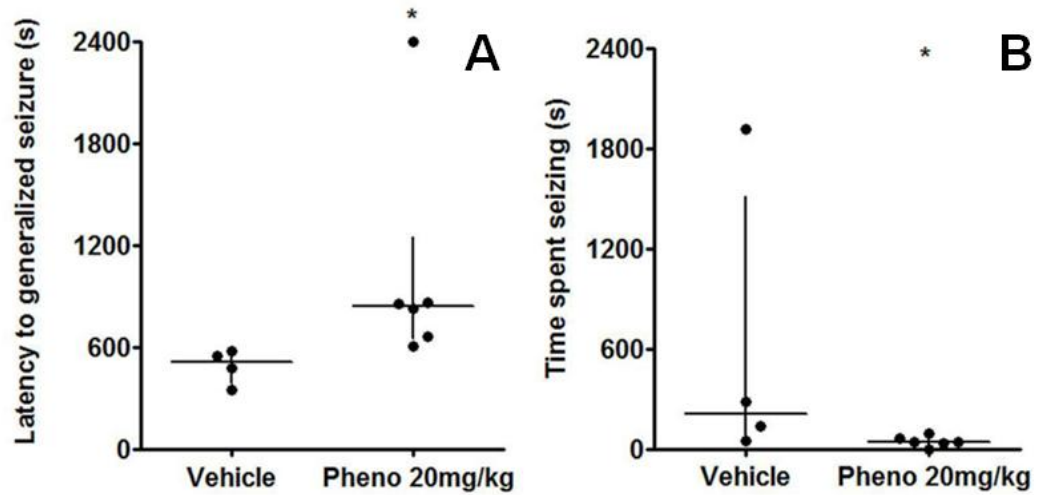 A
Latency to generalized seizure (s)
2400
1800
1200
600
0
*
Vehicle
Pheno 20mg/kg
B
Time spent seizing (s)
2400
1800
1200
600
0
*
Vehicle
Pheno 20mg/kg